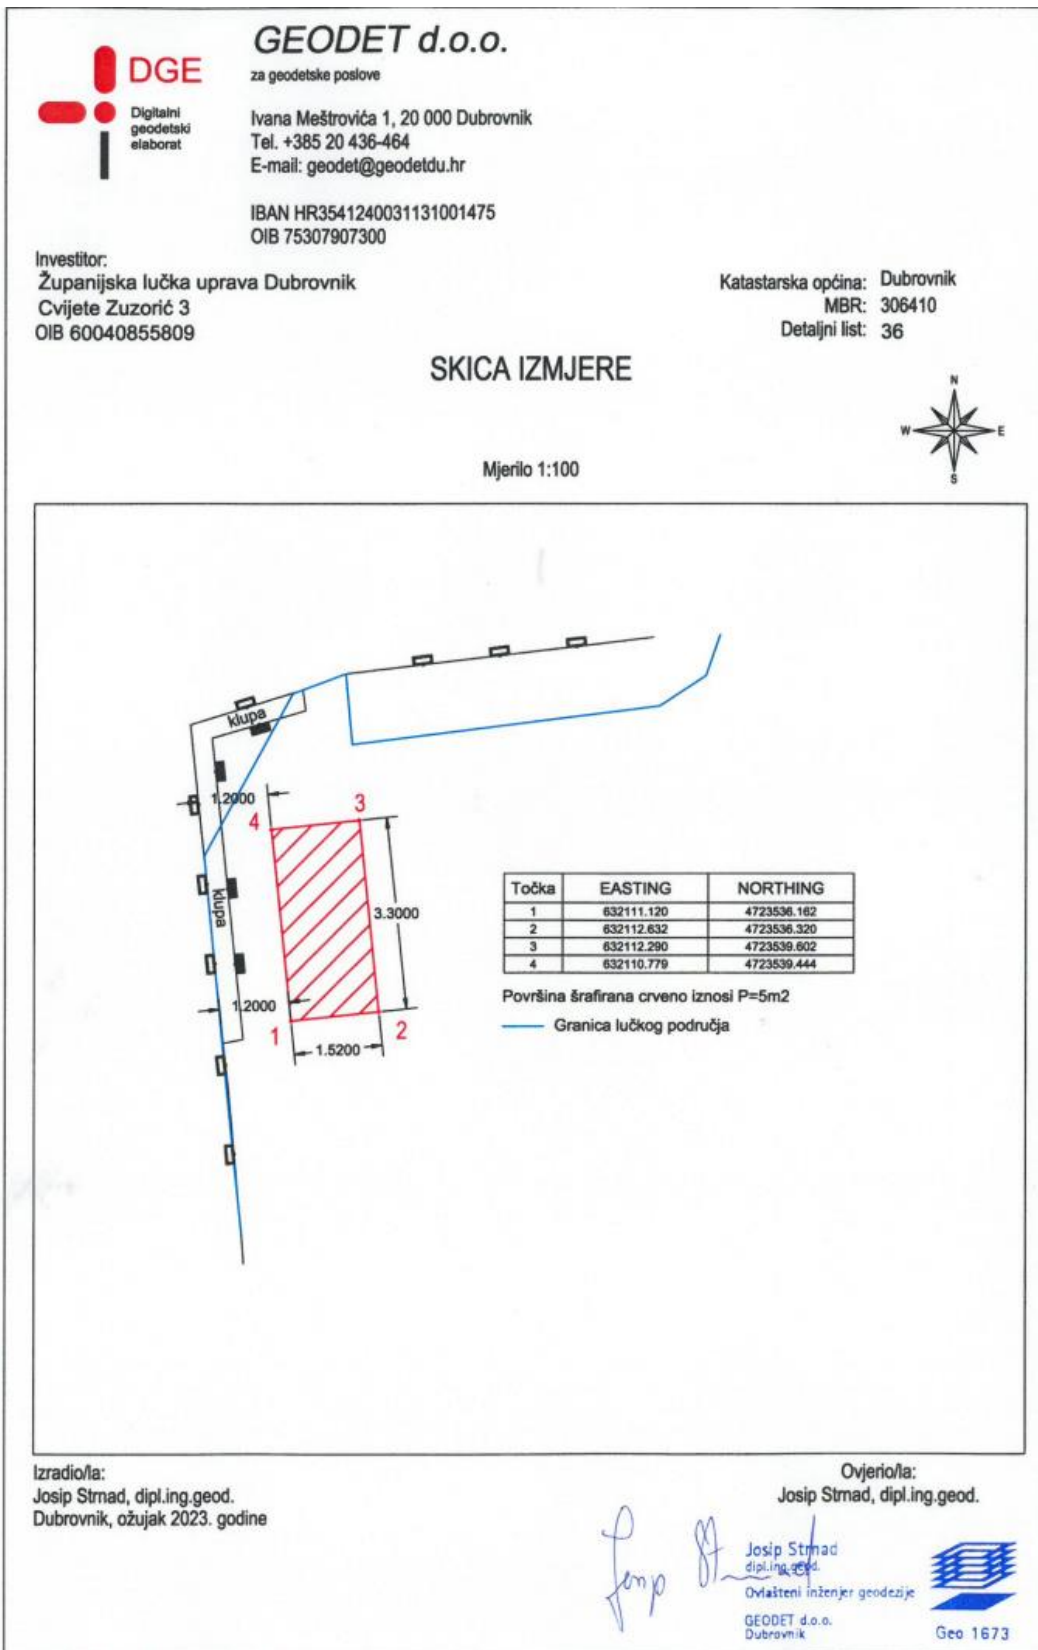 GEODET d.o.o.
za geodetske poslove
DGE
Digitalni
geodetski
elaborat
Ivana Meštrovića 1, 20 000 Dubrovnik
Tel. +385 20 436-464
E-mail: geodet@geodetdu.hr
IBAN HR3541240031131001475
OIB 75307907300
Investitor:
Županijska lučka uprava Dubrovnik
Cvijete Zuzorić 3
OIB 60040855809
Katastarska općina: Dubrovnik
MBR: 306410
Detaljni list: 36
SKICA IZMJERE
N
W E
S
Mjerilo 1:100
klupa
1.2000
4
3
klupa
3.3000
1.2000
1
2
1.5200
Točka EASTING NORTHING
1 632111.120 4723536.162
2 632112.632 4723536.320
3 632112.290 4723539.602
4 632110.779 4723539.444
Površina šrafirana crveno iznosi P=5m2
Granica lučkog područja
Izradio/la:
Josip Strnad, dipl.ing.geod.
Dubrovnik, ožujak 2023. godine
Ovjerio/la:
Josip Strnad, dipl.ing.geod.
Josip Strnad
dipl.ing.geod.
Ovlašteni inženjer geodezije
GEODET d.o.o.
Dubrovnik
Geo 1673